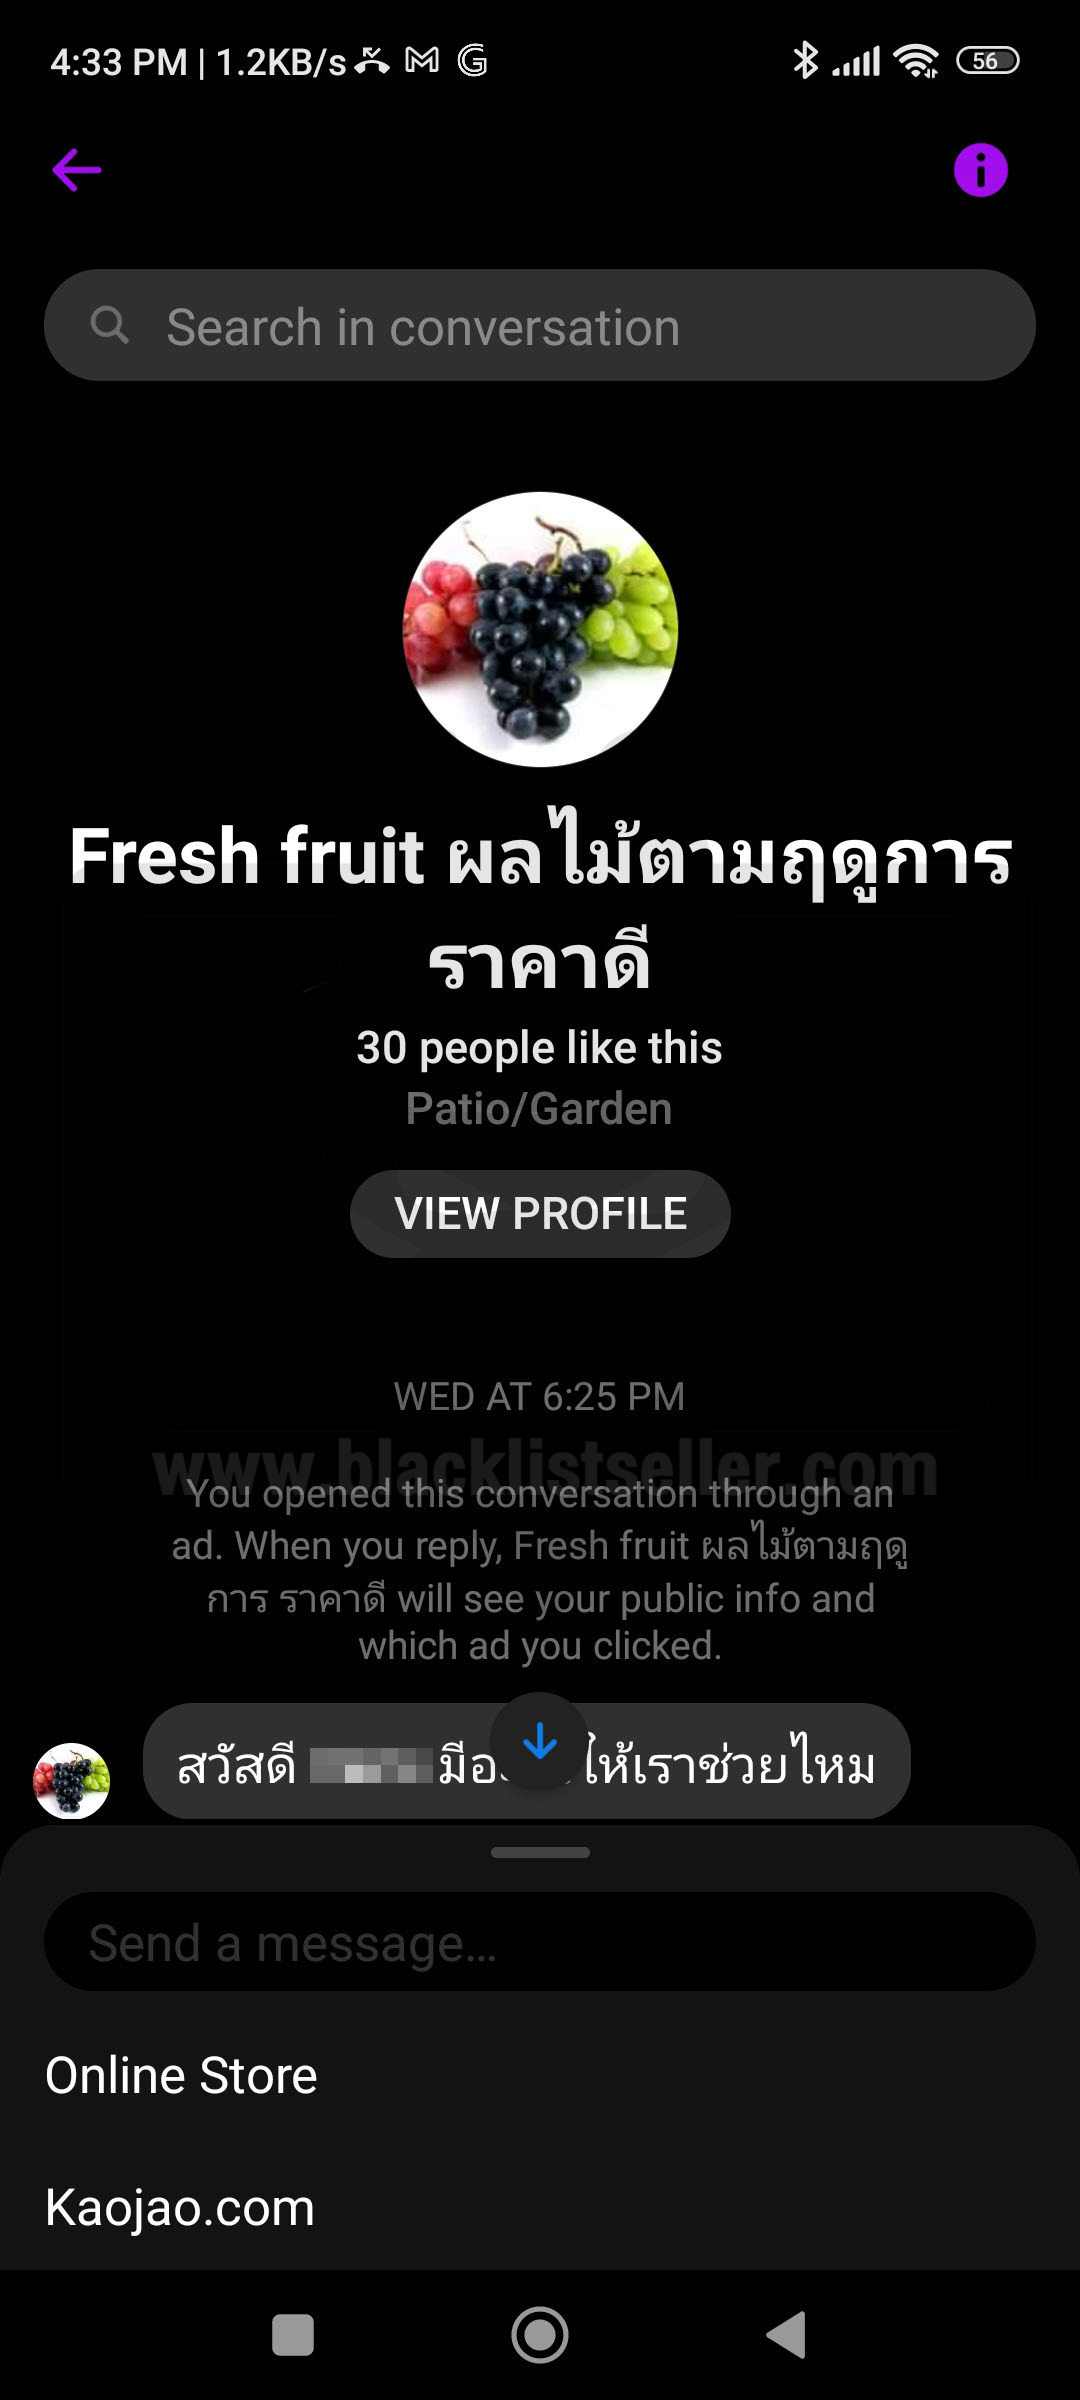 4:33 PM | 1.2KB/s
56
Search in conversation
Fresh fruit ผลไม้ตามฤดูการ
ราคาดี
30 people like this
Patio/Garden
VIEW PROFILE
WED AT 6:25 PM
www.blacklistseller.com
You opened this conversation through an
ad. When you reply, Fresh fruit ผลไม้ตามฤดู
การ ราคาดี will see your public info and
which ad you clicked.
สวัสดี มีอ ให้เราช่วยไหม
Send a message...
Online Store
Kaojao.com